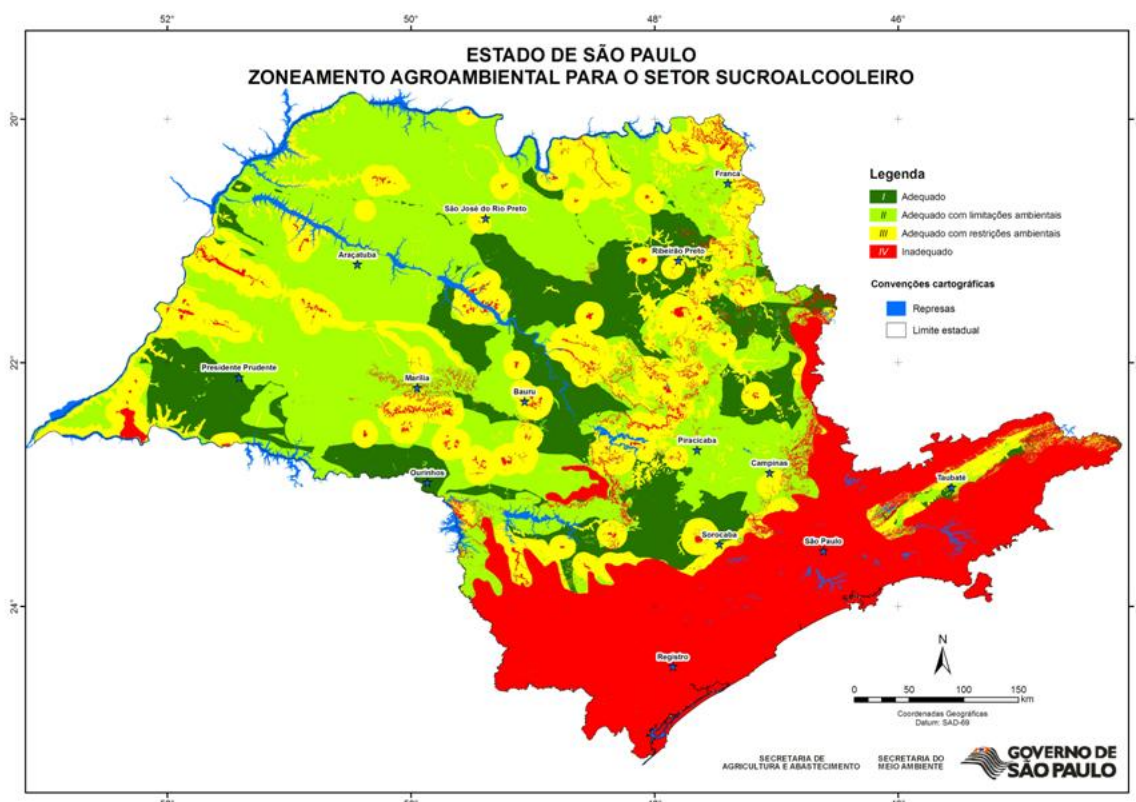 52°
50°
48°
46°
ESTADO DE SÃO PAULO
ZONEAMENTO AGROAMBIENTAL PARA O SETOR SUCROALCOOLEIRO
20°
22°
24°
Franca
São José do Rio Preto
Ribeirão Preto
Araçatuba
Presidente Prudente
Marília
Bauru
Piracicaba
Campinas
Ourinhos
Taubaté
Sorocaba
São Paulo
Registro
Legenda
I Adequado
II Adequado com limitações ambientais
III Adequado com restrições ambientais
IV Inadequado
Convenções cartográficas
Represas
Limite estadual
N
0 50 100 150
km
Coordenadas Geográficas
Datum: SAD-69
SECRETARIA DE
AGRICULTURA E ABASTECIMENTO
SECRETARIA DO
MEIO AMBIENTE
GOVERNO DE
SÃO PAULO